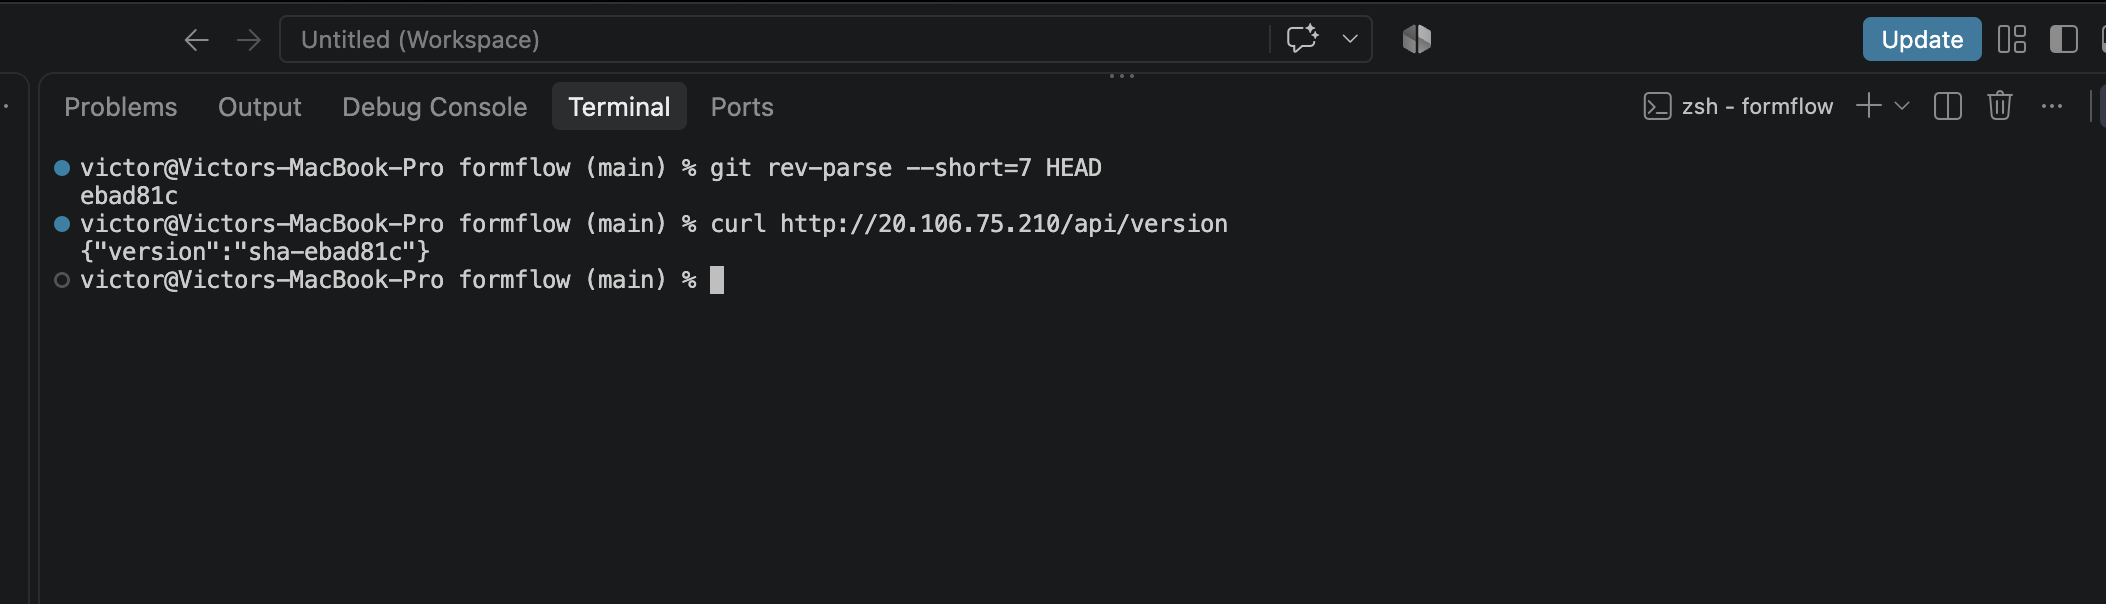 Untitled (Workspace)
Update
Problems Output Debug Console Terminal Ports
zsh - formflow
victor@Victors-MacBook-Pro formflow (main) % git rev-parse --short=7 HEAD
ebad81c
victor@Victors-MacBook-Pro formflow (main) % curl http://20.106.75.210/api/version
{"version":"sha-ebad81c"}
victor@Victors-MacBook-Pro formflow (main) %